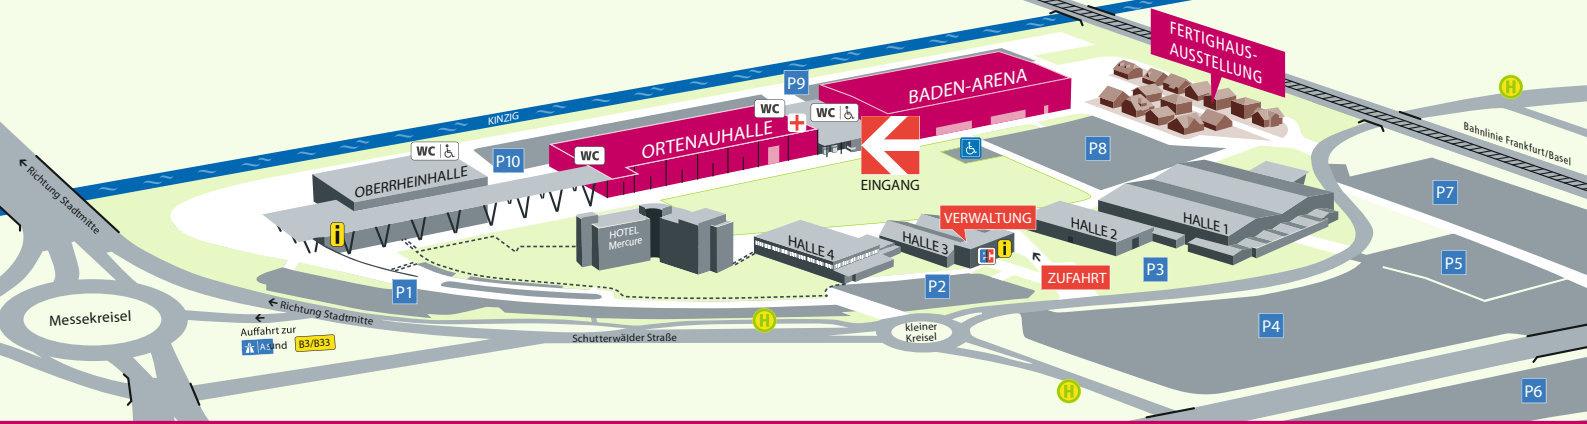 FERTIGHAUS-
AUSSTELLUNG
H
P9
BADEN-ARENA
WC
WC
KINZIG
ORTENAUHALLE
Bahnlinie Frankfurt/Basel
WC
P10
WC
P8
EINGANG
OBERRHEINHALLE
P7
Richtung Stadtmitte
VERWALTUNG
HALLE 2
HALLE 1
i
HOTEL
Mercure
HALLE 4
HALLE 3
i
ZUFAHRT
P3
P5
P1
P2
Messekreisel
Richtung Stadtmitte
Auffahrt zur
A5 und B3/B33
H
Schutterwälder Straße
kleiner
Kreisel
P4
H
P6